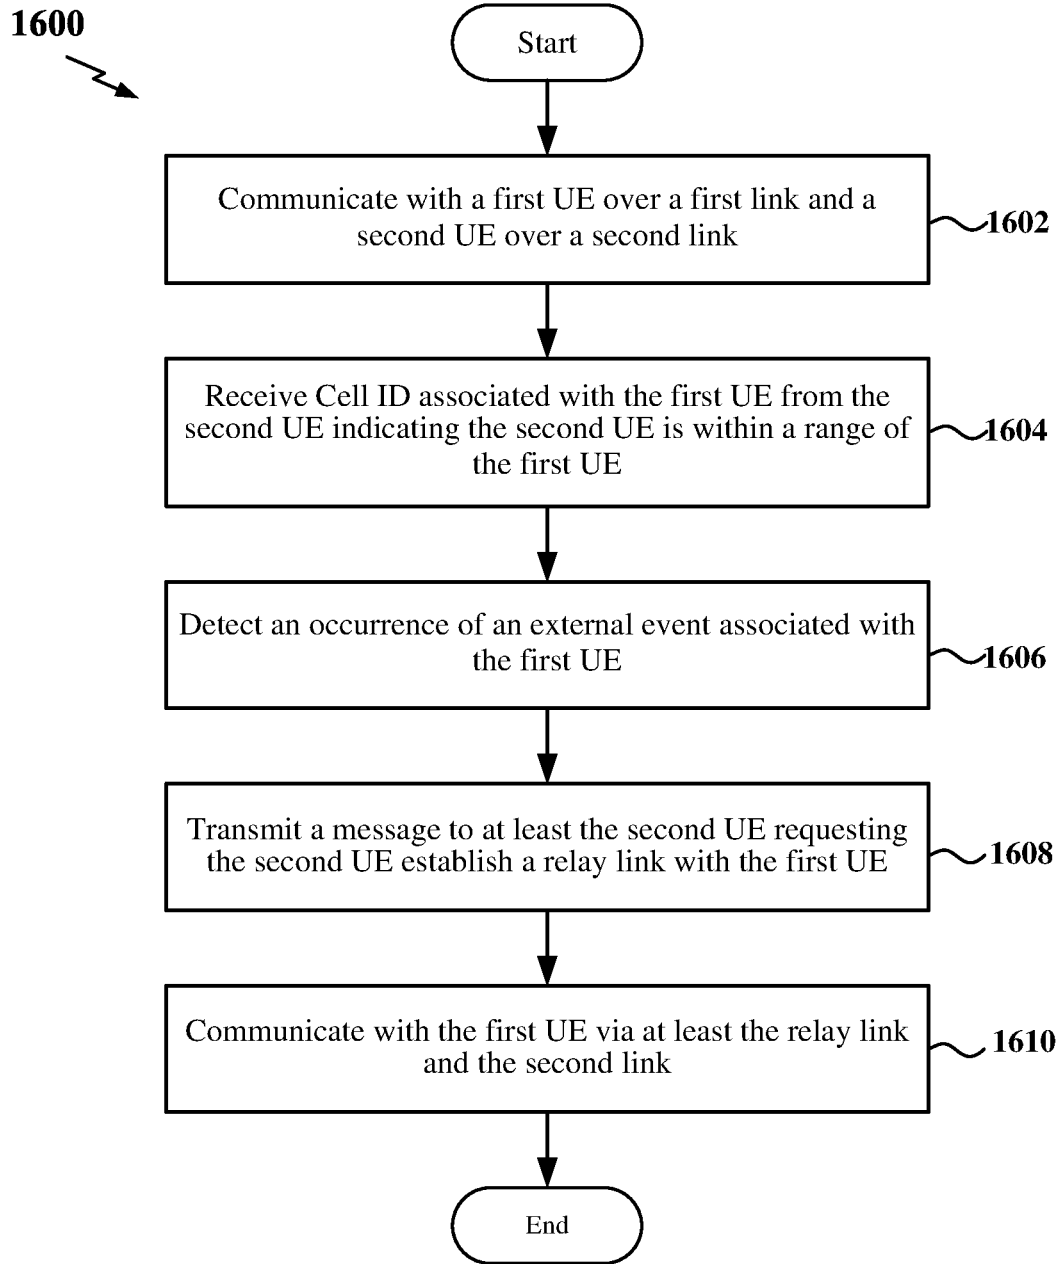 1600
Start
Communicate with a first UE over a first link and a
second UE over a second link
1602
Receive Cell ID associated with the first UE from the
second UE indicating the second UE is within a range of
the first UE
1604
Detect an occurrence of an external event associated with
the first UE
1606
Transmit a message to at least the second UE requesting
the second UE establish a relay link with the first UE
1608
Communicate with the first UE via at least the relay link
and the second link
1610
End